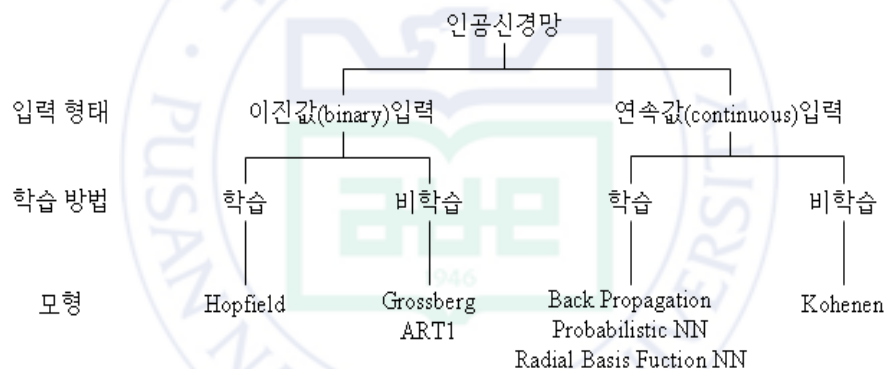 인공신경망
입력 형태 이진값(binary)입력 연속값(continuous)입력
학습 방법 학습 비학습 학습 비학습
모형 Hopfield Grossberg Back Propagation Kohenen
ART1 Probabilistic NN
Radial Basis Fuction NN
PUSAN
1946